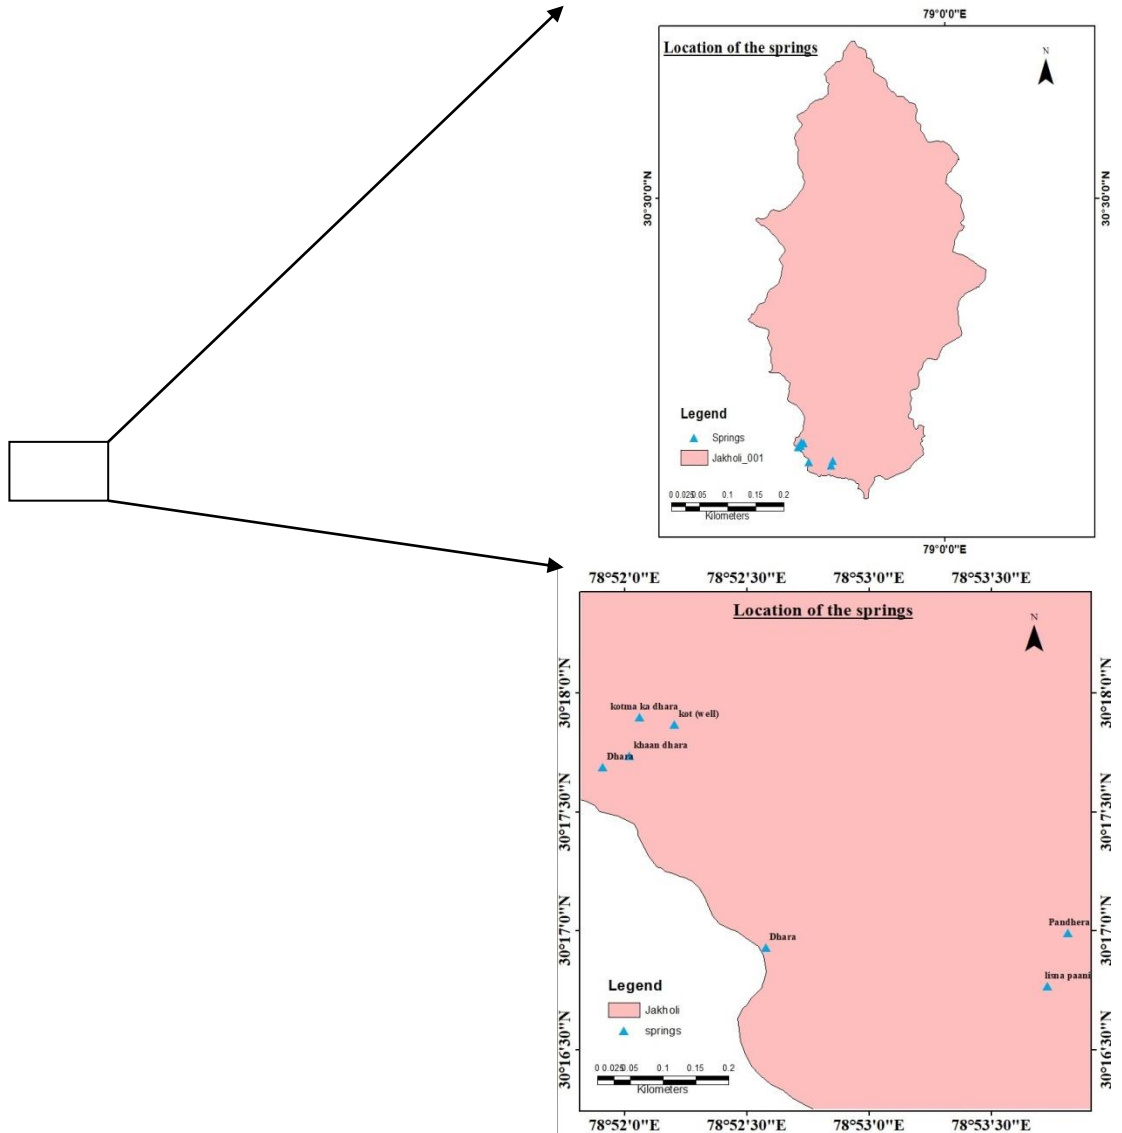 79°0'0"E
Location of the springs
N
30°30'0"N
30°30'0"N
Legend
Springs
Jakholi_001
0 0.0250.05 0.1 0.15 0.2
Kilometers
79°0'0"E
78°52'0"E 78°52'30"E 78°53'0"E 78°53'30"E
Location of the springs
N
30°18'0"N
30°18'0"N
kotma ka dhara
kot (well)
khaan dhara
Dhara
30°17'30"N
30°17'30"N
Pandhera
30°17'0"N
30°17'0"N
Dhara
lisna paani
Legend
Jakholi
springs
30°16'30"N
30°16'30"N
0 0.0250.05 0.1 0.15 0.2
Kilometers
78°52'0"E 78°52'30"E 78°53'0"E 78°53'30"E